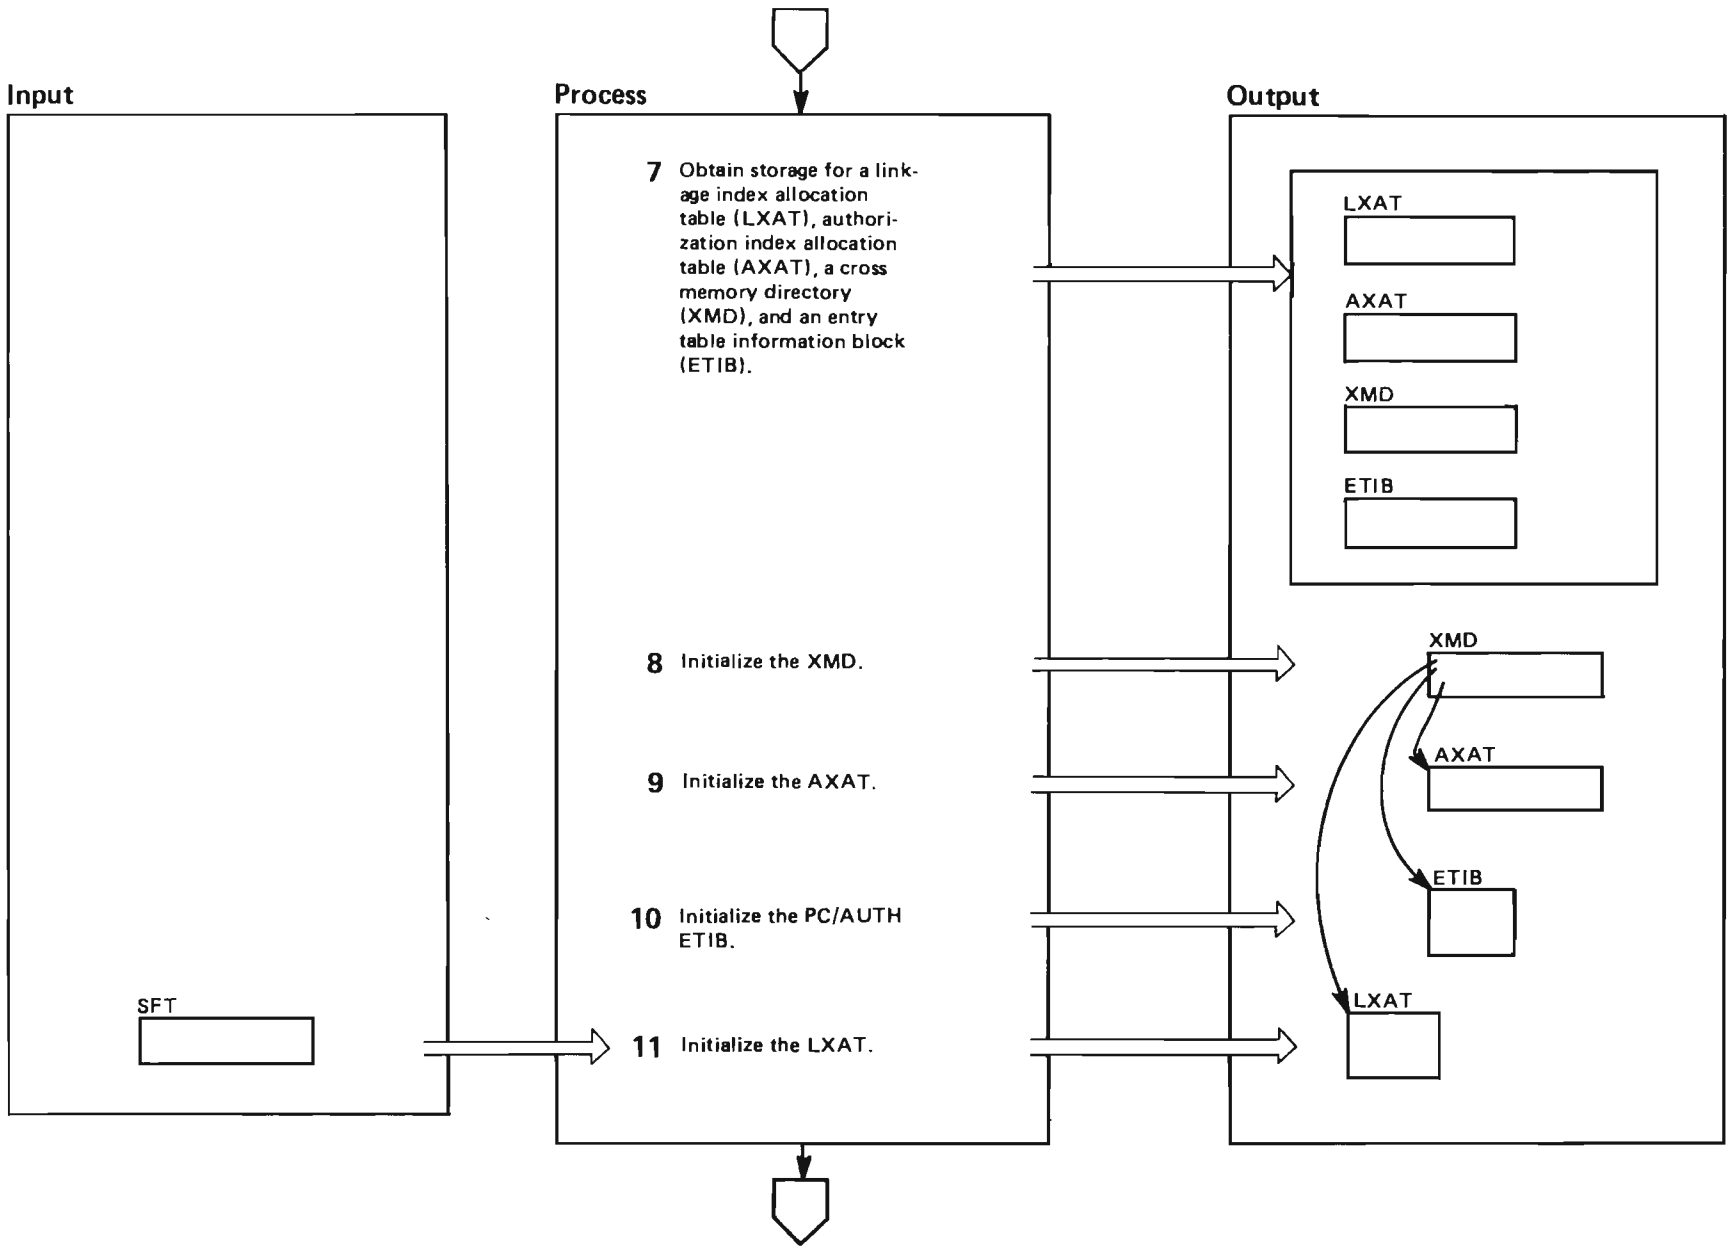 Input
Process
Output
7 Obtain storage for a link-
age index allocation
table (LXAT), authori-
zation index allocation
table (AXAT), a cross
memory directory
(XMD), and an entry
table information block
(ETIB).
LXAT
AXAT
XMD
ETIB
8 Initialize the XMD.
XMD
9 Initialize the AXAT.
AXAT
10 Initialize the PC/AUTH
ETIB.
ETIB
SFT
11 Initialize the LXAT.
LXAT